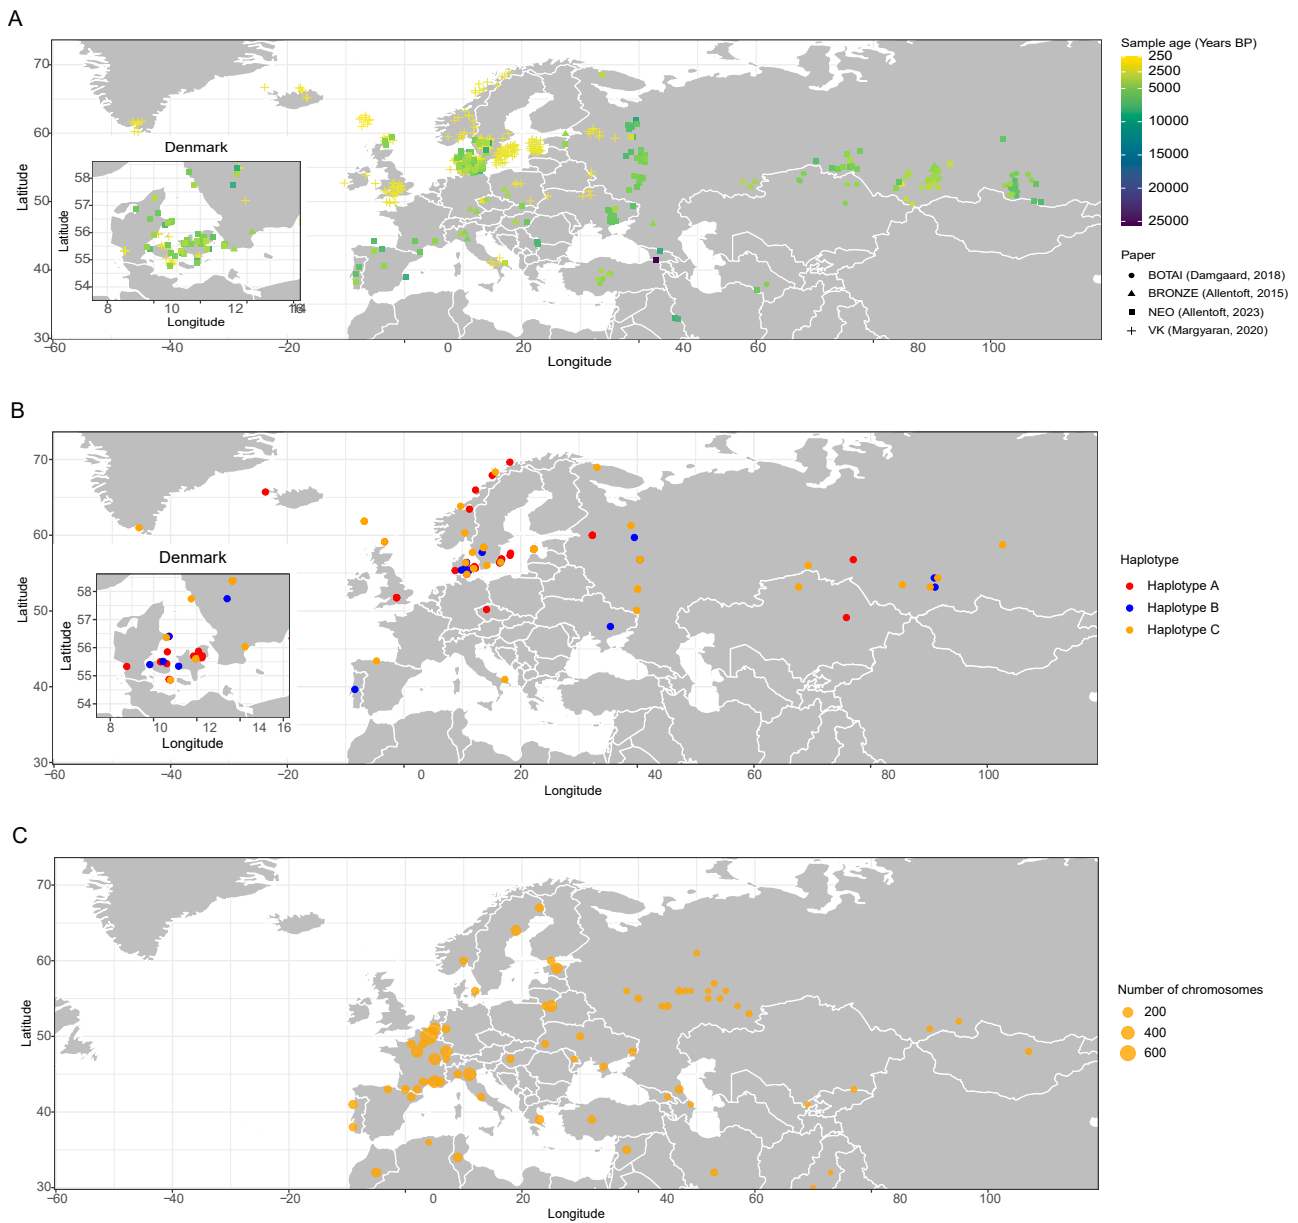 A
Sample age (Years BP)
250
2500
5000
10000
15000
20000
25000
Paper
BOTAI (Damgaard, 2018)
BRONZE (Allentoft, 2015)
NEO (Allentoft, 2023)
VK (Margyaran, 2020)
70
60
50
40
30
Latitude
−60
−20
0
20
40
60
80
100
Longitude
Denmark
58
57
56
55
54
Latitude
8
10
12
14
Longitude
B
Haplotype
Haplotype A
Haplotype B
Haplotype C
70
60
50
40
30
Latitude
−60
−40
−20
0
20
40
60
80
100
Longitude
Denmark
58
57
56
55
54
Latitude
8
10
12
14
16
Longitude
C
Number of chromosomes
200
400
600
70
60
50
40
30
Latitude
−60
−40
−20
0
20
40
60
80
100
Longitude